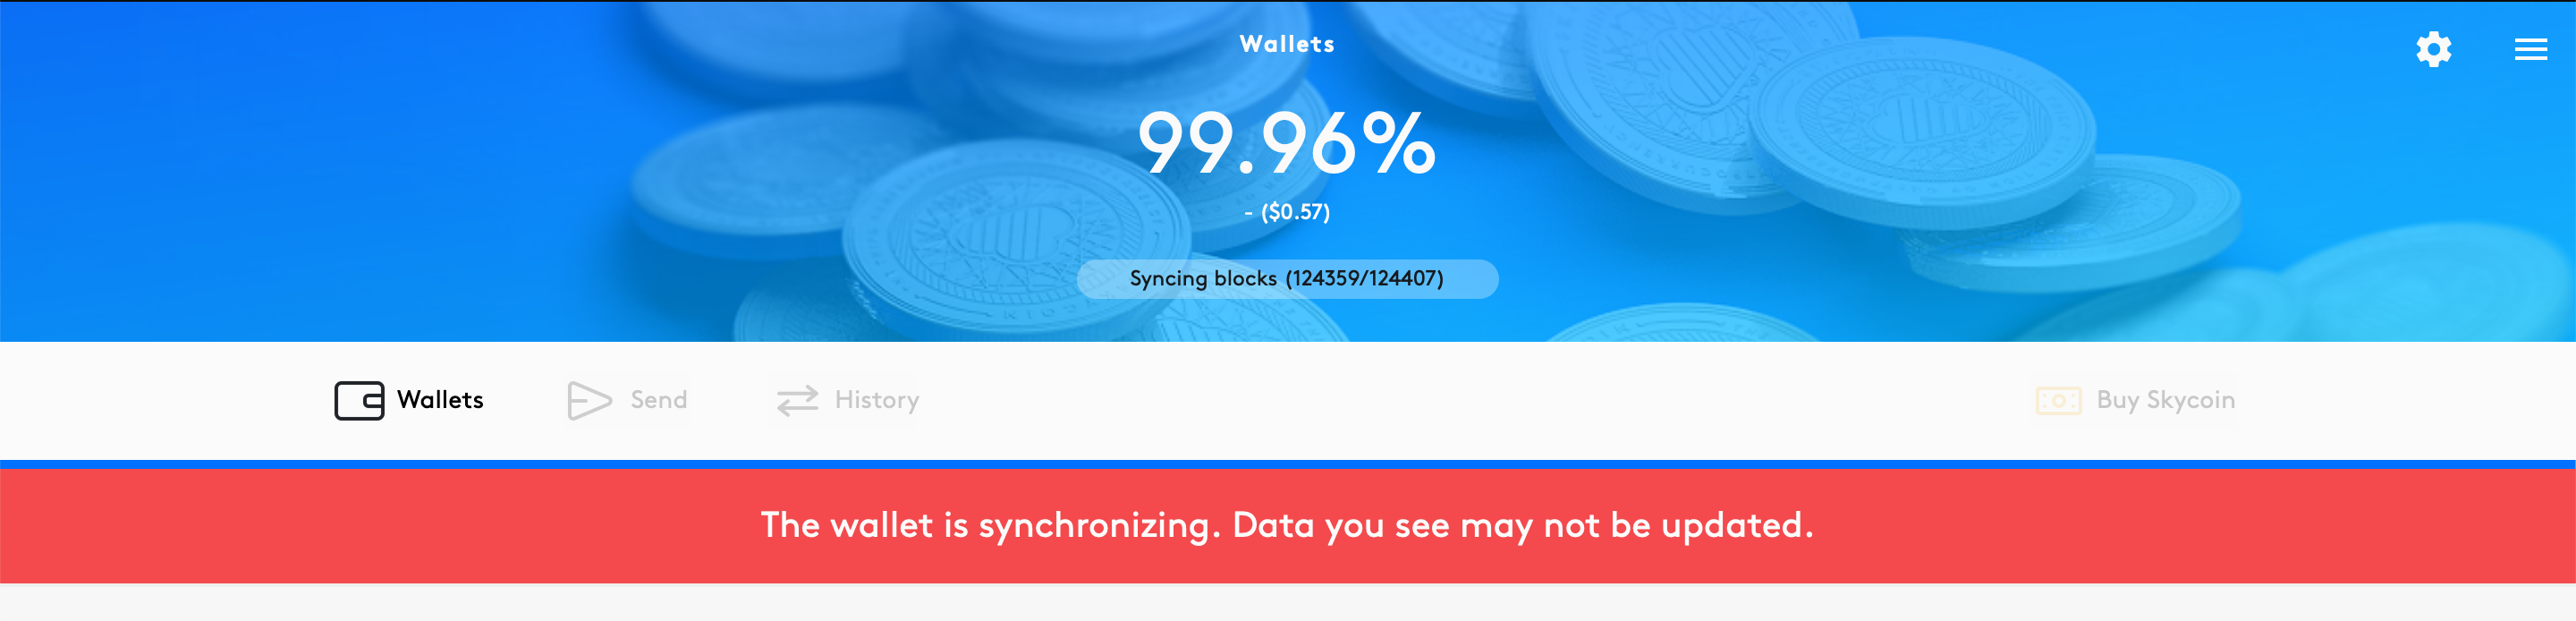 Wallets
99.96%
- ($0.57)
Syncing blocks (124359/124407)
Wallets
Send
History
Buy Skycoin
The wallet is synchronizing. Data you see may not be updated.